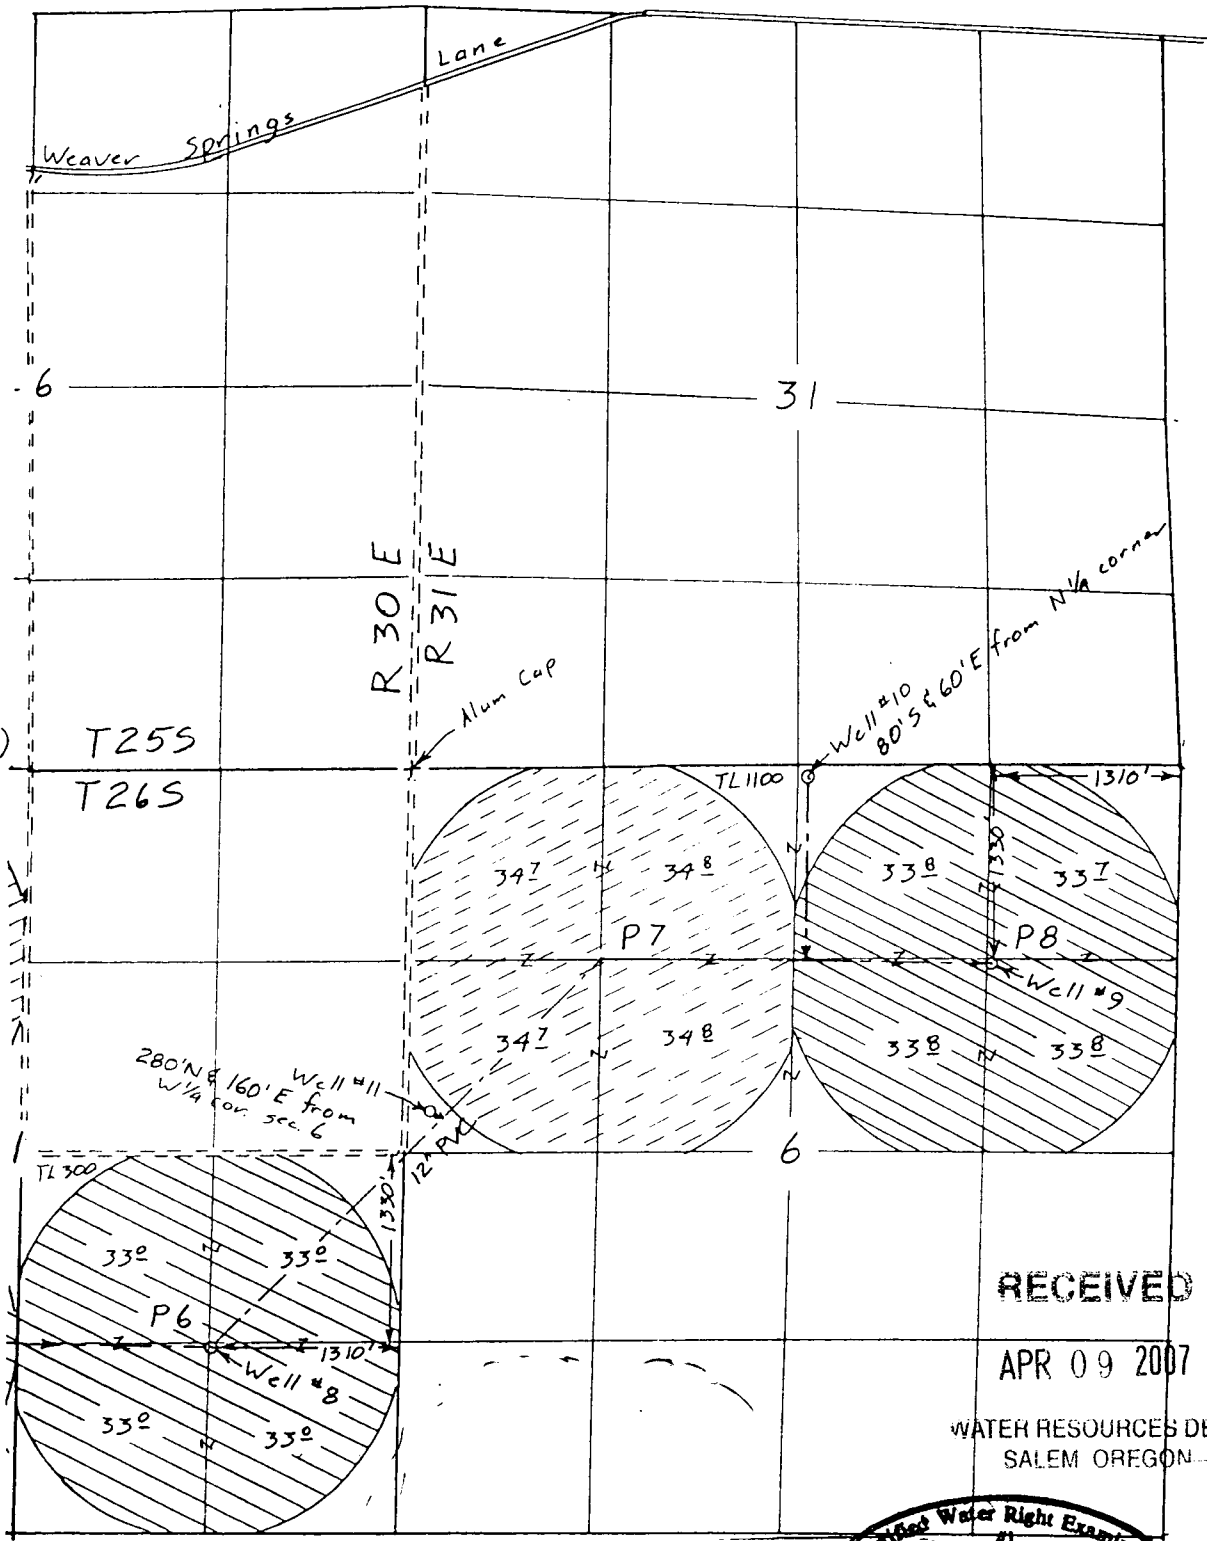 Weaver Springs Lane
6
31
R 30 E
R 31 E
Alum Cap
T25S
T26S
Well #10
80' S & 60' E from N 1/4 corner
TL1100
1310'
1330
34 7
34 8
33 8
33 7
P7
P8
Well #9
34 7
34 8
33 8
33 8
280' N & 160' E from
W 1/4 cor. sec. 6
Well #11
12" PVC
6
TL 300
1330'
33 0
33 0
P6
1310'
Well #8
33 0
33 0
RECEIVED
APR 09 2007
WATER RESOURCES DE
SALEM OREGON
Water Right Exami